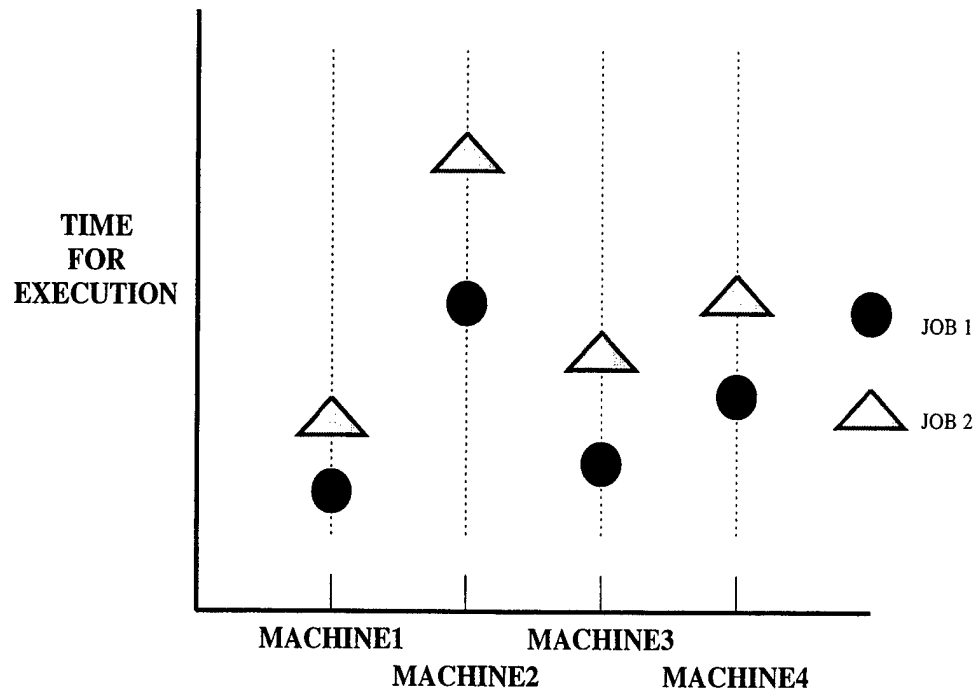 TIME
FOR
EXECUTION
JOB 1
JOB 2
MACHINE1
MACHINE3
MACHINE2
MACHINE4